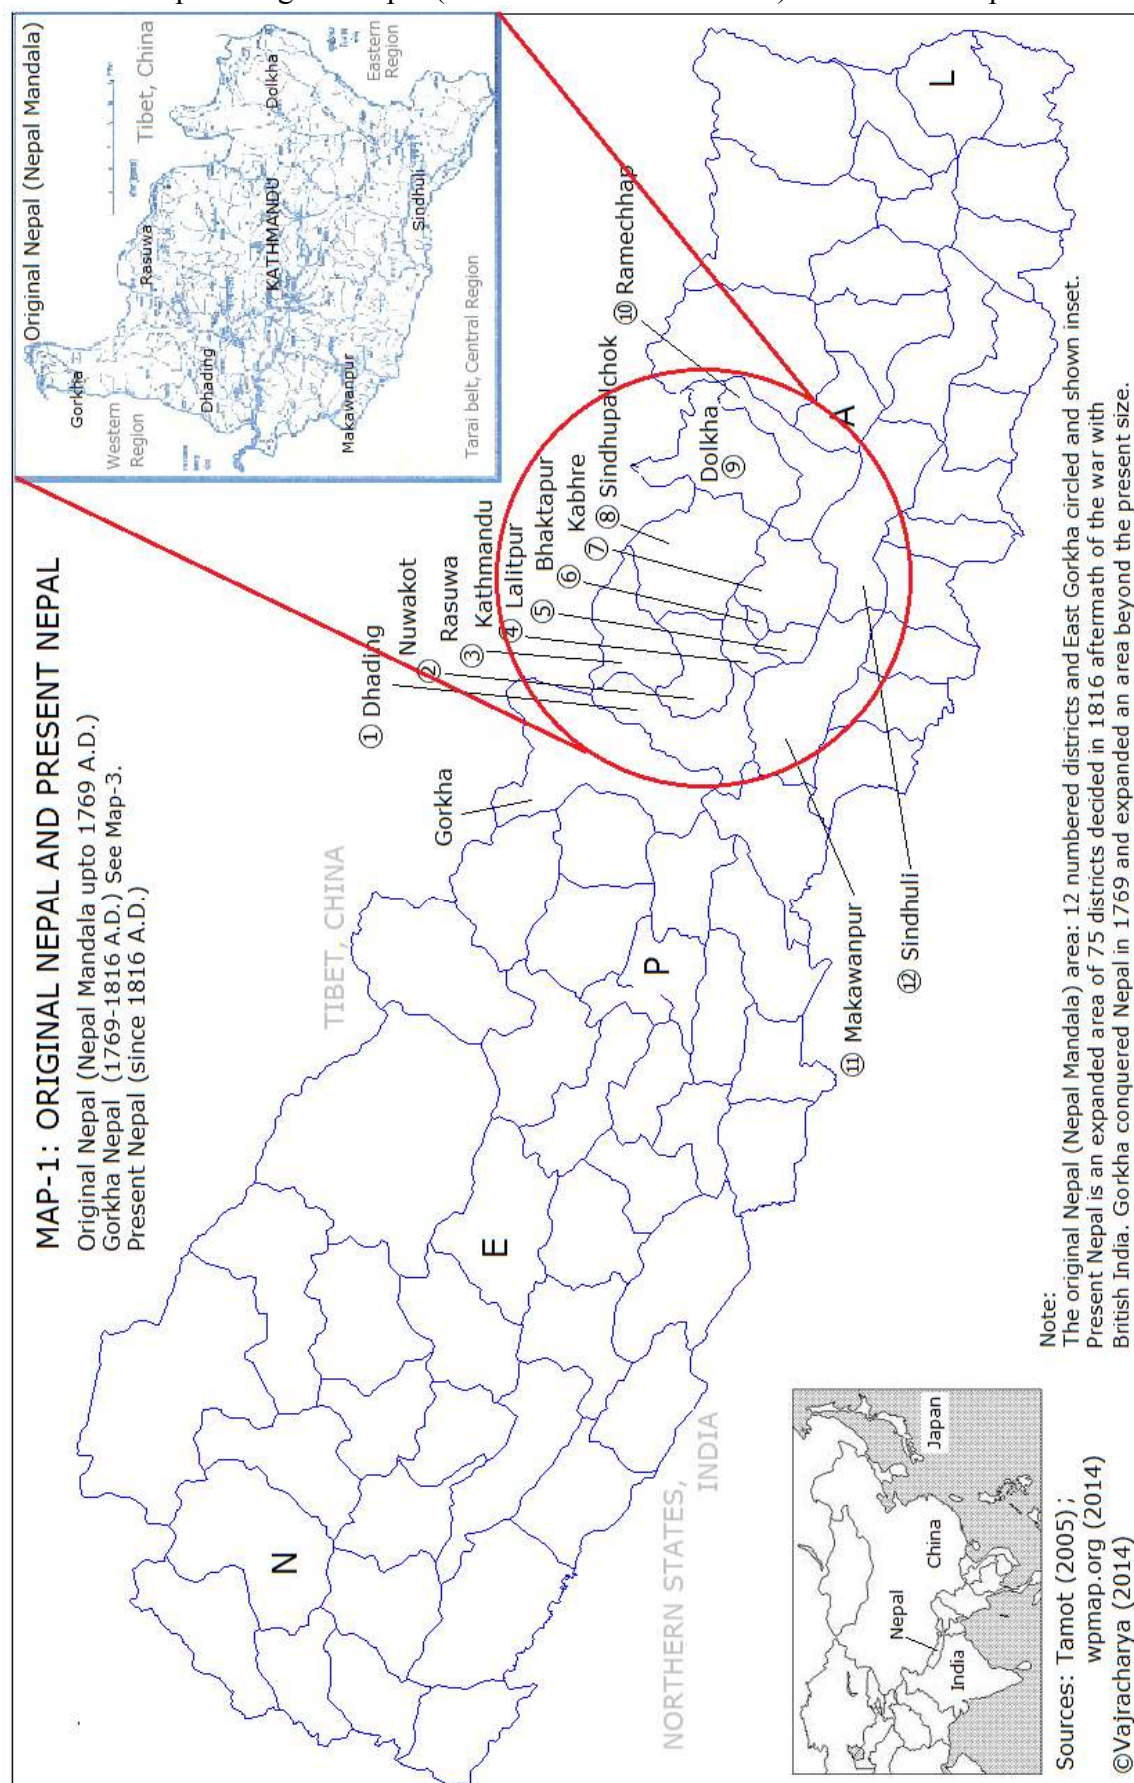 MAP-1: ORIGINAL NEPAL AND PRESENT NEPAL
Original Nepal (Nepal Mandala upto 1769 A.D.)
Gorkha Nepal (1769-1816 A.D.) See Map-3.
Present Nepal (since 1816 A.D.)
Original Nepal (Nepal Mandala)
Tibet, China
Gorkha
Rasuwa
Dolkha
Eastern
Region
Western
Region
Dhading
KATHMANDU
Makawanpur
Sindhuli
Tarai belt, Central Region
TIBET, CHINA
Gorkha
① Dhading
② Nuwakot
③ Rasuwa
④ Kathmandu
⑤ Lalitpur
⑥ Bhaktapur
⑦ Kabhre
⑧ Sindhupalchok
Dolkha
⑨
⑩ Ramechhap
⑪ Makawanpur
⑫ Sindhuli
N
E
P
A
L
NORTHERN STATES,
INDIA
Nepal
China
Japan
India
Sources: Tamot (2005);
wpmap.org (2014)
©Vajracharya (2014)
Note:
The original Nepal (Nepal Mandala) area: 12 numbered districts and East Gorkha circled and shown inset.
Present Nepal is an expanded area of 75 districts decided in 1816 aftermath of the war with
British India. Gorkha conquered Nepal in 1769 and expanded an area beyond the present size.